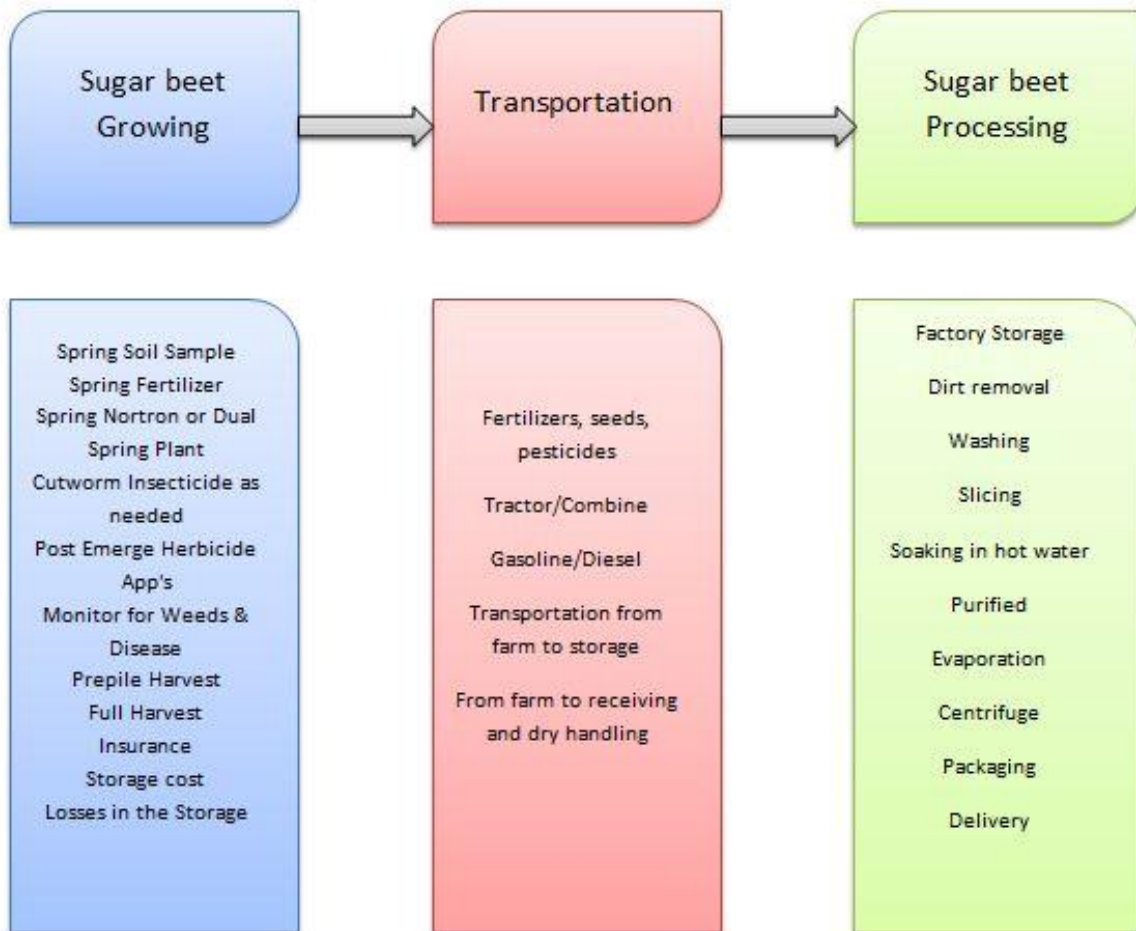 Sugar beet
Growing
Transportation
Sugar beet
Processing
Spring Soil Sample
Spring Fertilizer
Spring Nortron or Dual
Spring Plant
Cutworm Insecticide as
needed
Post Emerge Herbicide
App's
Monitor for Weeds &
Disease
Prepile Harvest
Full Harvest
Insurance
Storage cost
Losses in the Storage
Fertilizers, seeds,
pesticides
Tractor/Combine
Gasoline/Diesel
Transportation from
farm to storage
From farm to receiving
and dry handling
Factory Storage
Dirt removal
Washing
Slicing
Soaking in hot water
Purified
Evaporation
Centrifuge
Packaging
Delivery